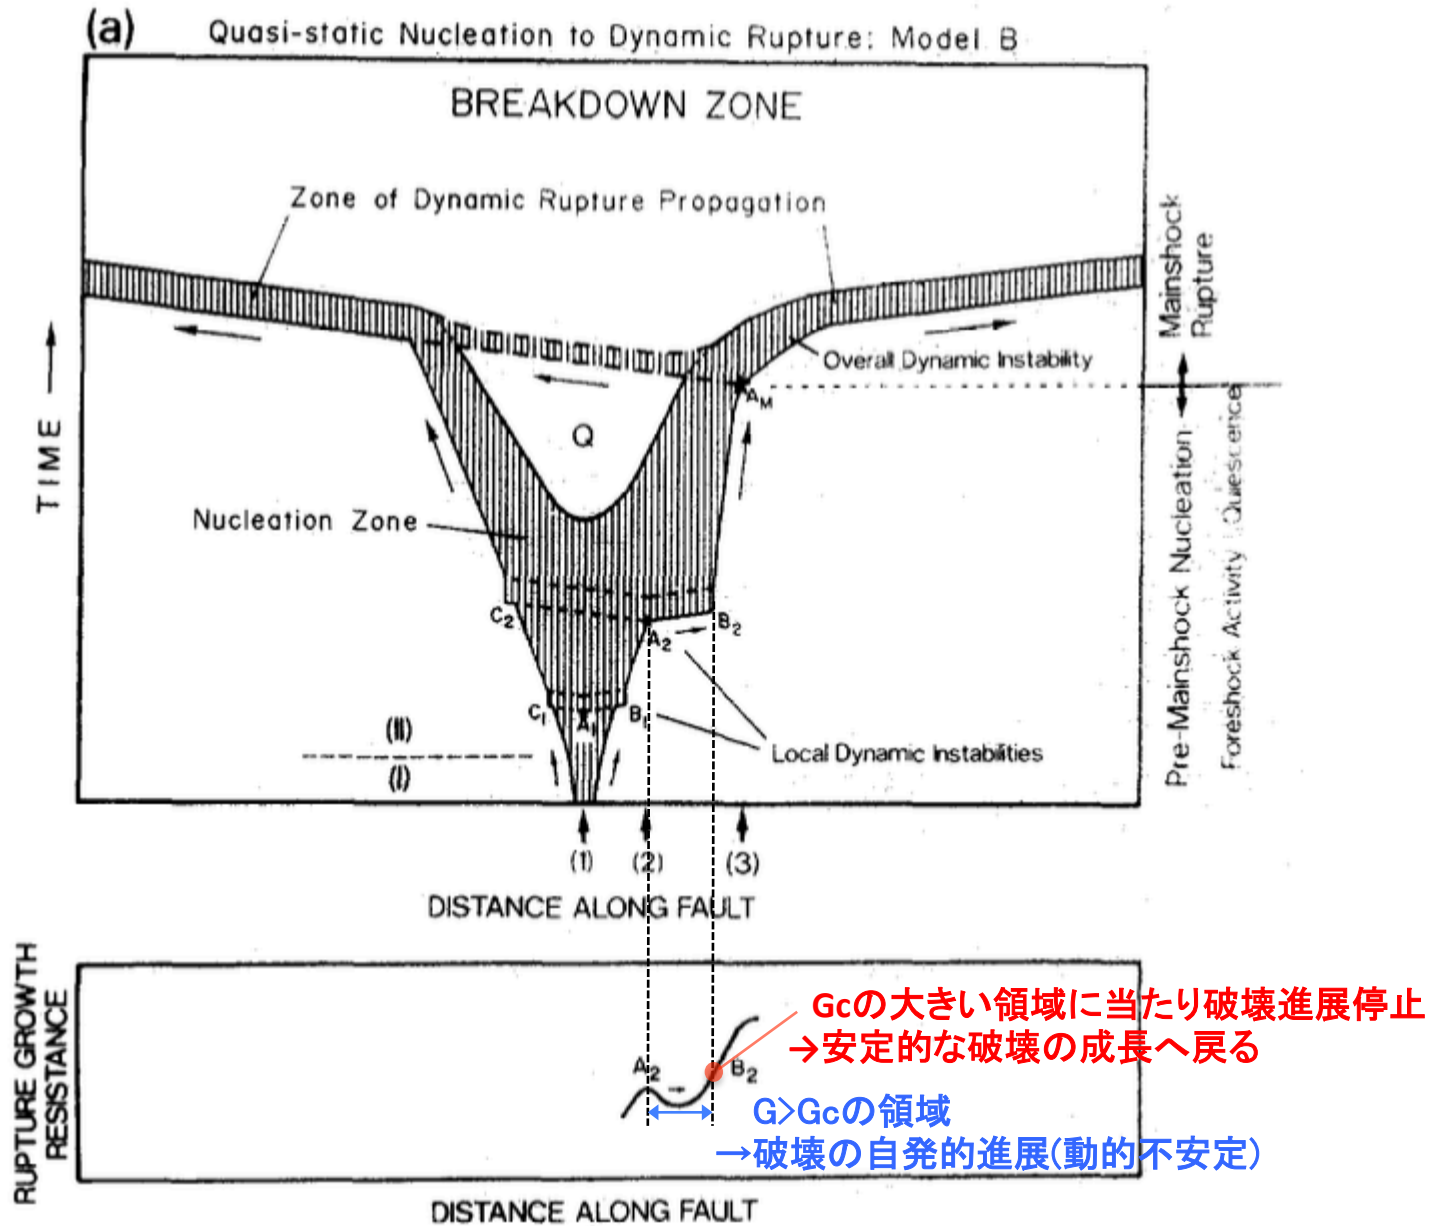 (a) Quasi-static Nucleation to Dynamic Rupture: Model B
BREAKDOWN ZONE
Zone of Dynamic Rupture Propagation
Mainshock
Rupture
Overall Dynamic Instability
AM
Q
TIME
Nucleation Zone
Pre-Mainshock Nucleation
Foreshock Activity Quiescence
C2
A2
B2
C1
A1
B1
Local Dynamic Instabilities
(II)
(I)
(1)
(2)
(3)
DISTANCE ALONG FAULT
RUPTURE GROWTH
RESISTANCE
Gcの大きい領域に当たり破壊進展停止
→安定的な破壊の成長へ戻る
A2
B2
G>Gcの領域
→破壊の自発的進展(動的不安定)
DISTANCE ALONG FAULT